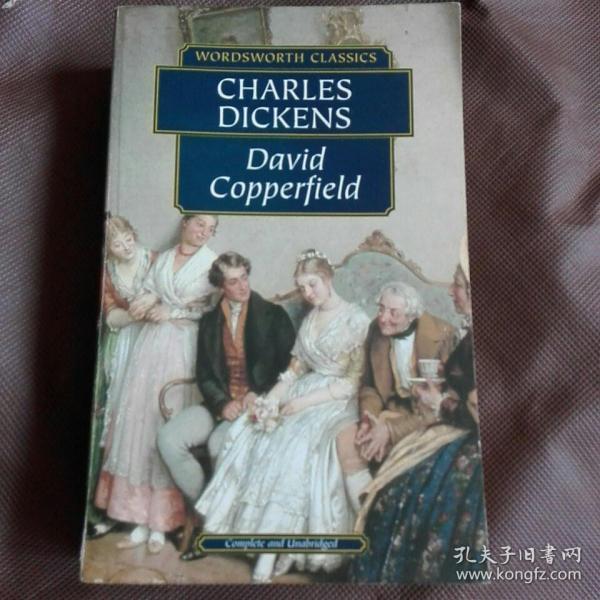 WORDSWORTH CLASSICS
CHARLES
DICKENS
David
Copperfield
Complete and Unabridged
孔夫子旧书网
www.kongfz.com